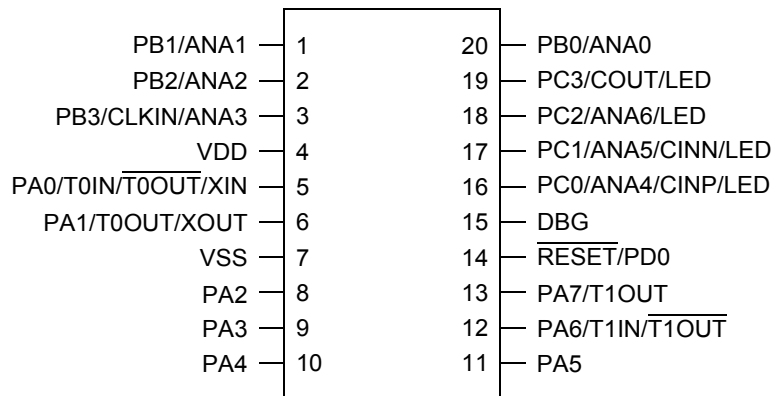 PB1/ANA1 1 20 PB0/ANA0
PB2/ANA2 2 19 PC3/COUT/LED
PB3/CLKIN/ANA3 3 18 PC2/ANA6/LED
VDD 4 17 PC1/ANA5/CINN/LED
PA0/T0IN/T̅0̅O̅U̅T̅/XIN 5 16 PC0/ANA4/CINP/LED
PA1/T0OUT/XOUT 6 15 DBG
VSS 7 14 R̅E̅S̅E̅T̅/PD0
PA2 8 13 PA7/T1OUT
PA3 9 12 PA6/T1IN/T̅1̅O̅U̅T̅
PA4 10 11 PA5